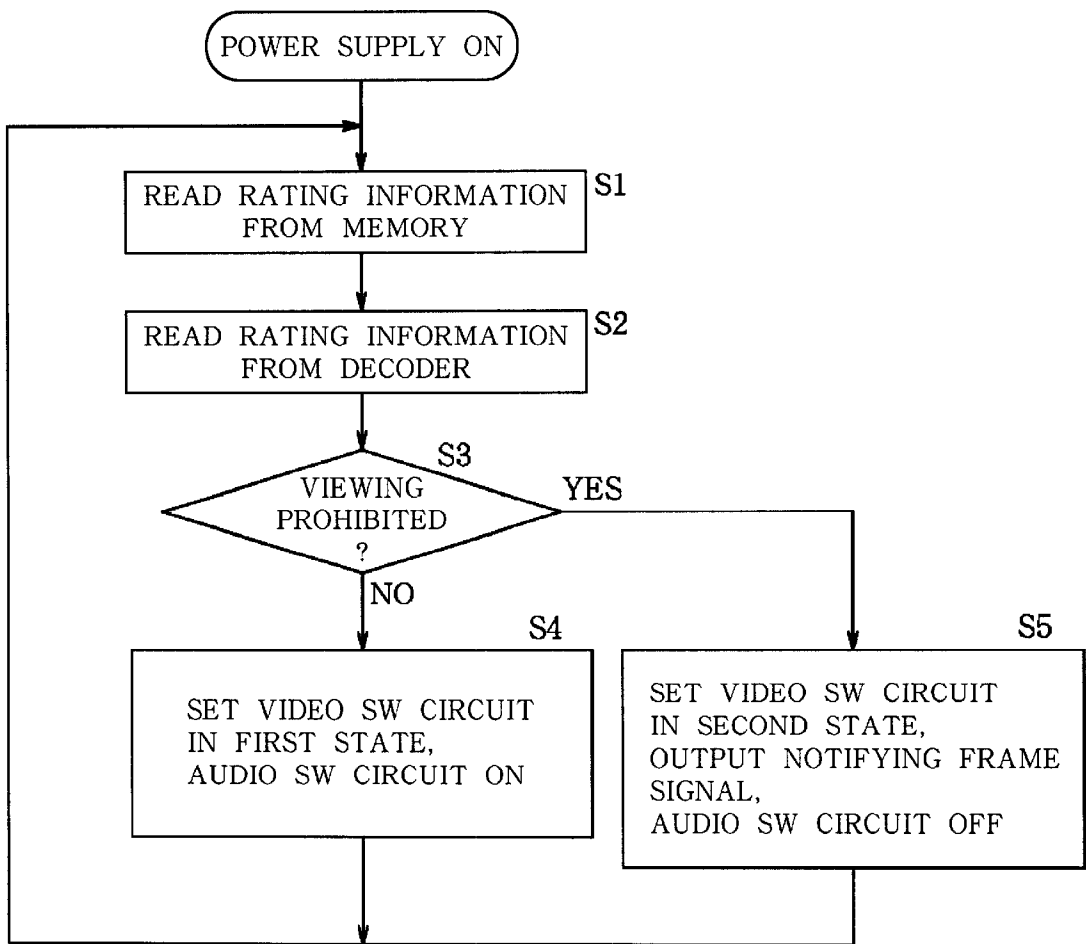 POWER SUPPLY ON
READ RATING INFORMATION
FROM MEMORY
S1
READ RATING INFORMATION
FROM DECODER
S2
S3
VIEWING
PROHIBITED
?
YES
NO
S4
SET VIDEO SW CIRCUIT
IN FIRST STATE,
AUDIO SW CIRCUIT ON
S5
SET VIDEO SW CIRCUIT
IN SECOND STATE,
OUTPUT NOTIFYING FRAME
SIGNAL,
AUDIO SW CIRCUIT OFF